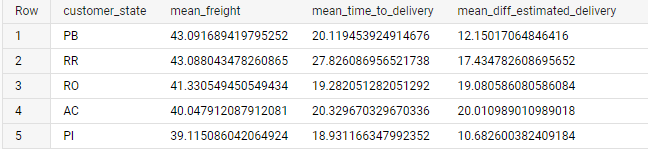 Row customer_state mean_freight mean_time_to_delivery mean_diff_estimated_delivery
1 PB 43.091689419795252 20.119453924914676 12.15017064846416
2 RR 43.088043478260865 27.826086956521738 17.434782608695652
3 RO 41.330549450549434 19.282051282051292 19.080586080586084
4 AC 40.047912087912081 20.329670329670336 20.010989010989018
5 PI 39.115086042064924 18.931166347992352 10.682600382409184